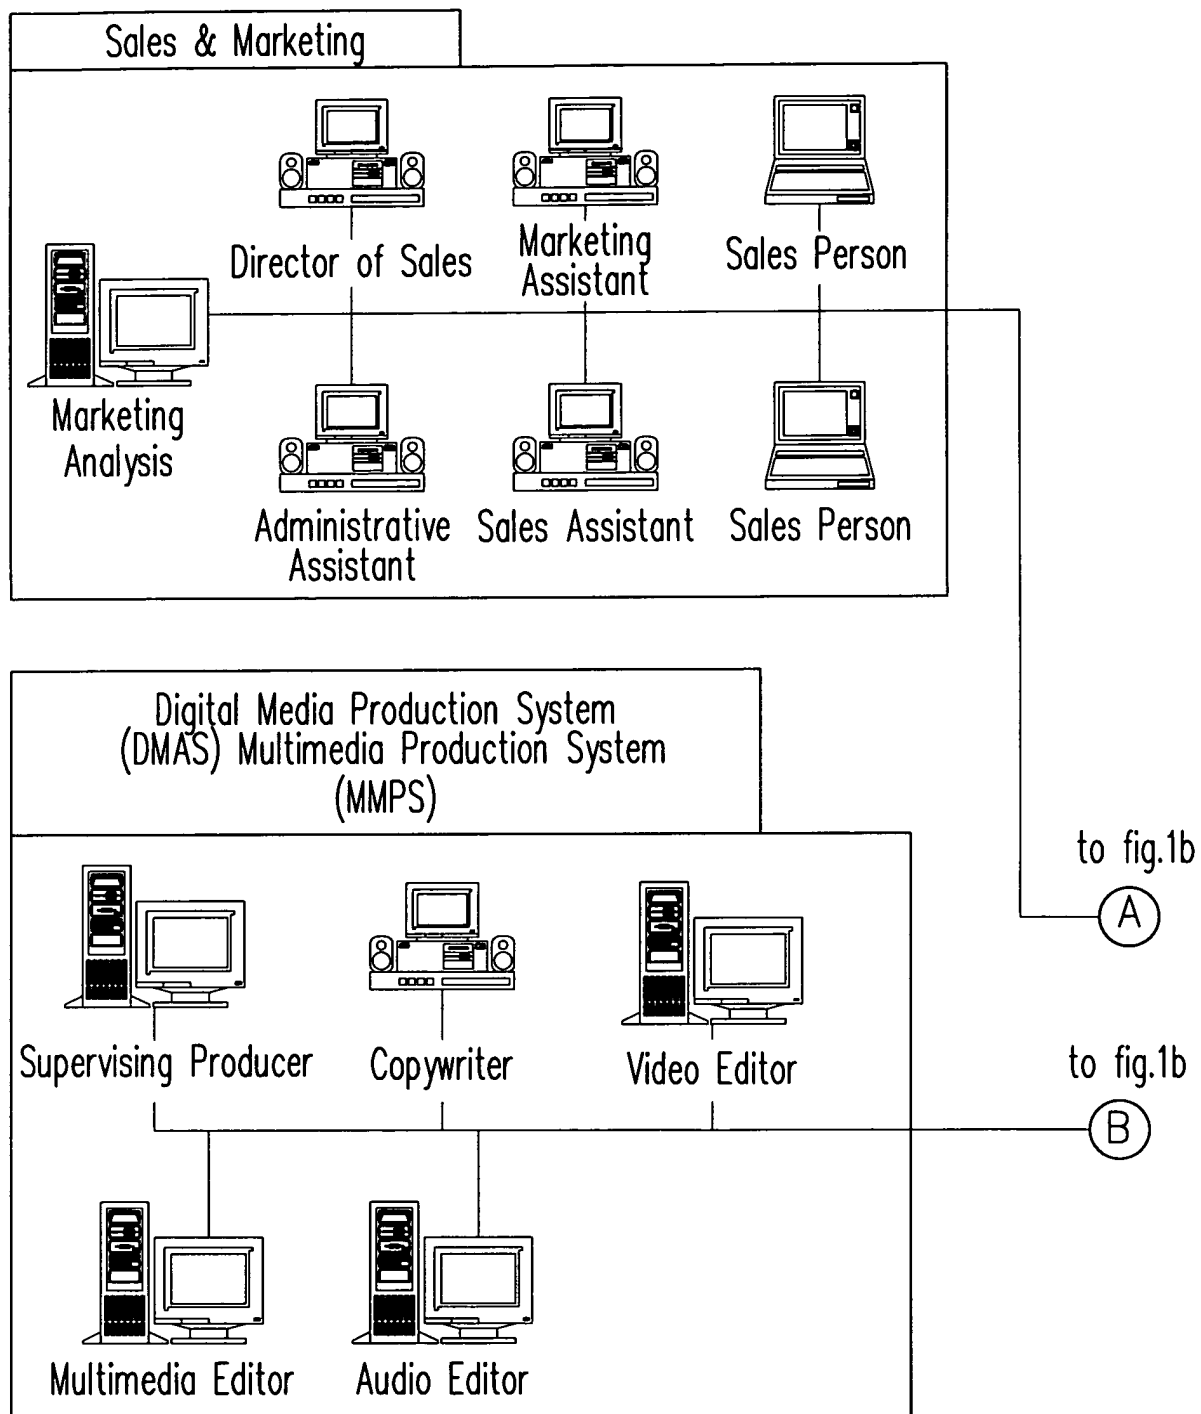 Sales & Marketing
Director of Sales
Marketing
Assistant
Sales Person
Marketing
Analysis
Administrative
Assistant
Sales Assistant
Sales Person
Digital Media Production System
(DMAS) Multimedia Production System
(MMPS)
to fig.1b
A
Supervising Producer
Copywriter
Video Editor
to fig.1b
B
Multimedia Editor
Audio Editor